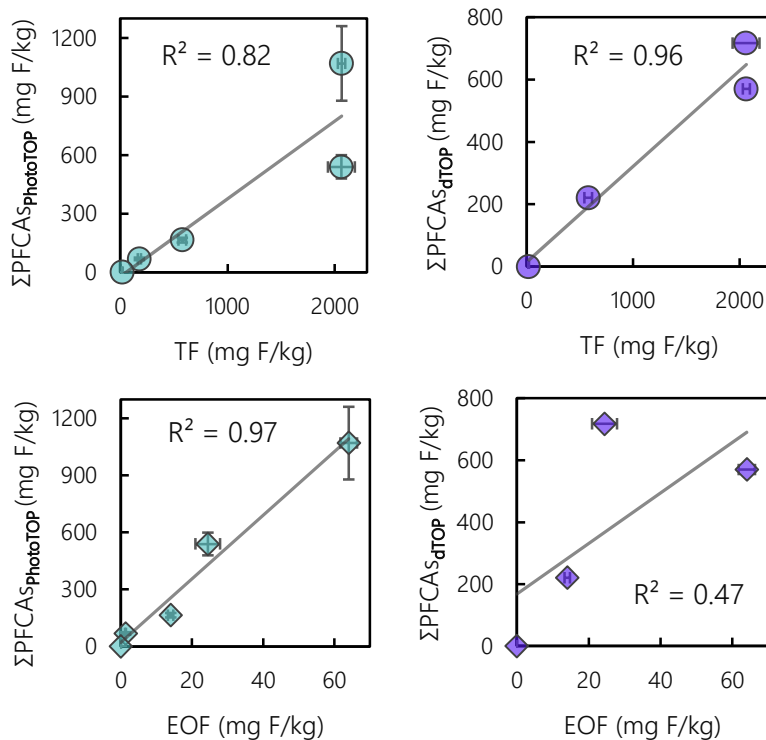 ΣPFCAsPhotoTOP (mg F/kg)
1200
900
600
300
0
R² = 0.82
0 1000 2000
TF (mg F/kg)
ΣPFCAsdTOP (mg F/kg)
800
600
400
200
0
R² = 0.96
0 1000 2000
TF (mg F/kg)
ΣPFCAsPhotoTOP (mg F/kg)
1200
900
600
300
0
R² = 0.97
0 20 40 60
EOF (mg F/kg)
ΣPFCAsdTOP (mg F/kg)
800
600
400
200
0
R² = 0.47
0 20 40 60
EOF (mg F/kg)